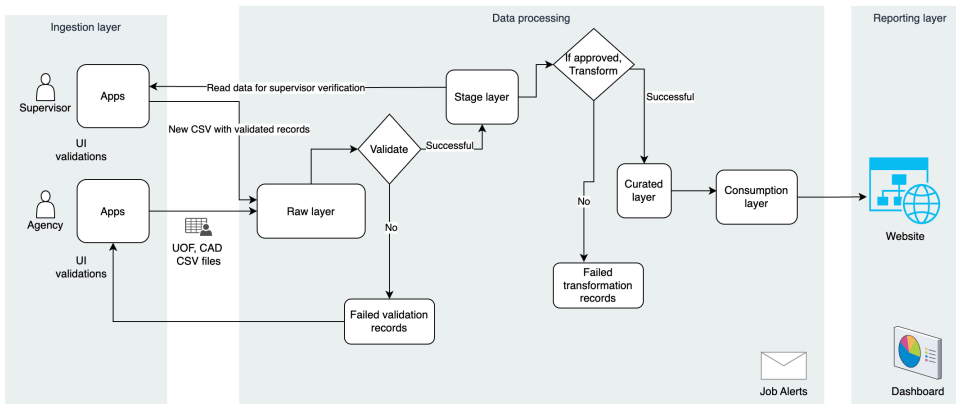 Ingestion layer
Data processing
Reporting layer
Supervisor
Apps
UI
validations
Read data for supervisor verification
New CSV with validated records
Stage layer
If approved,
Transform
Successful
Validate
Successful
Agency
Apps
UI
validations
UOF, CAD
CSV files
Raw layer
No
Failed validation
records
No
Failed
transformation
records
Curated
layer
Consumption
layer
Website
Job Alerts
Dashboard